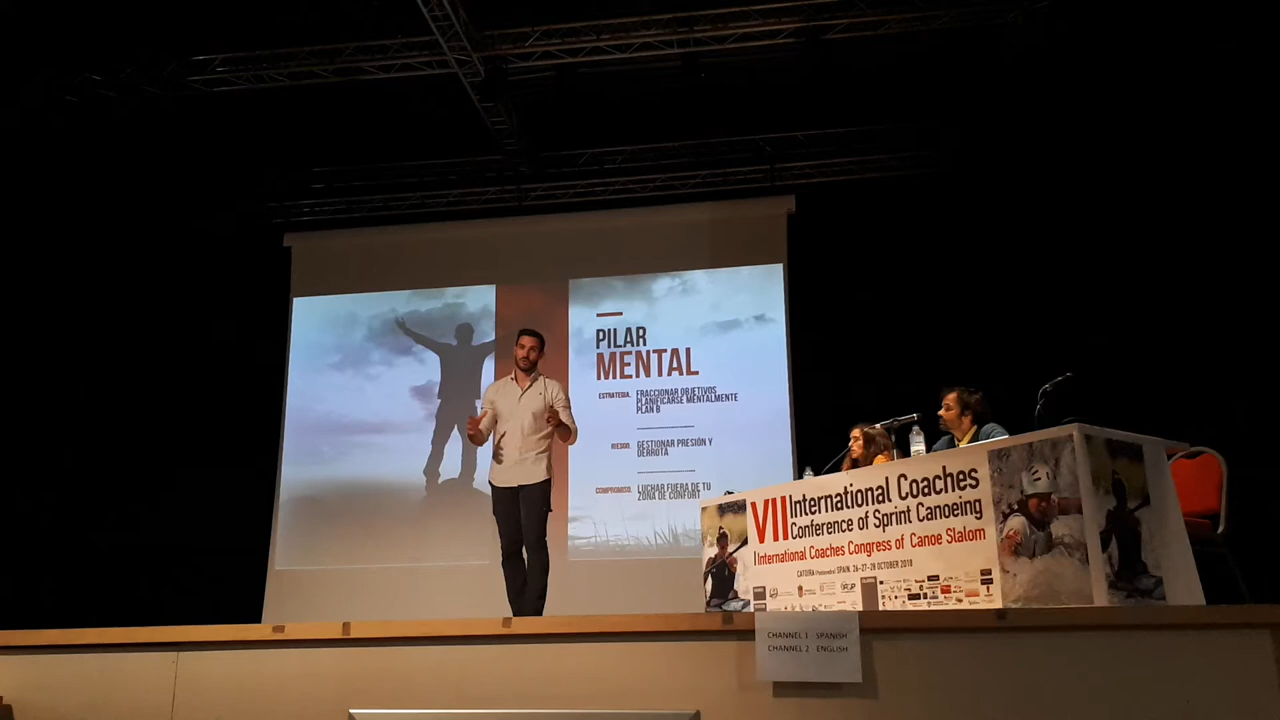 PILAR
MENTAL
ESTRATEGIA. FRACCIONAR OBJETIVOS
PLANIFICARSE MENTALMENTE
PLAN B
RIESGO. GESTIONAR PRESIÓN Y
DERROTA
COMPROMISO. LUCHAR FUERA DE TU
ZONA DE CONFORT
VII International Coaches
Conference of Sprint Canoeing
I International Coaches Congress of Canoe Slalom
CATOIRA (Pontevedra) SPAIN. 26-27-28 OCTOBER 2018
CHANNEL 1 SPANISH
CHANNEL 2 ENGLISH